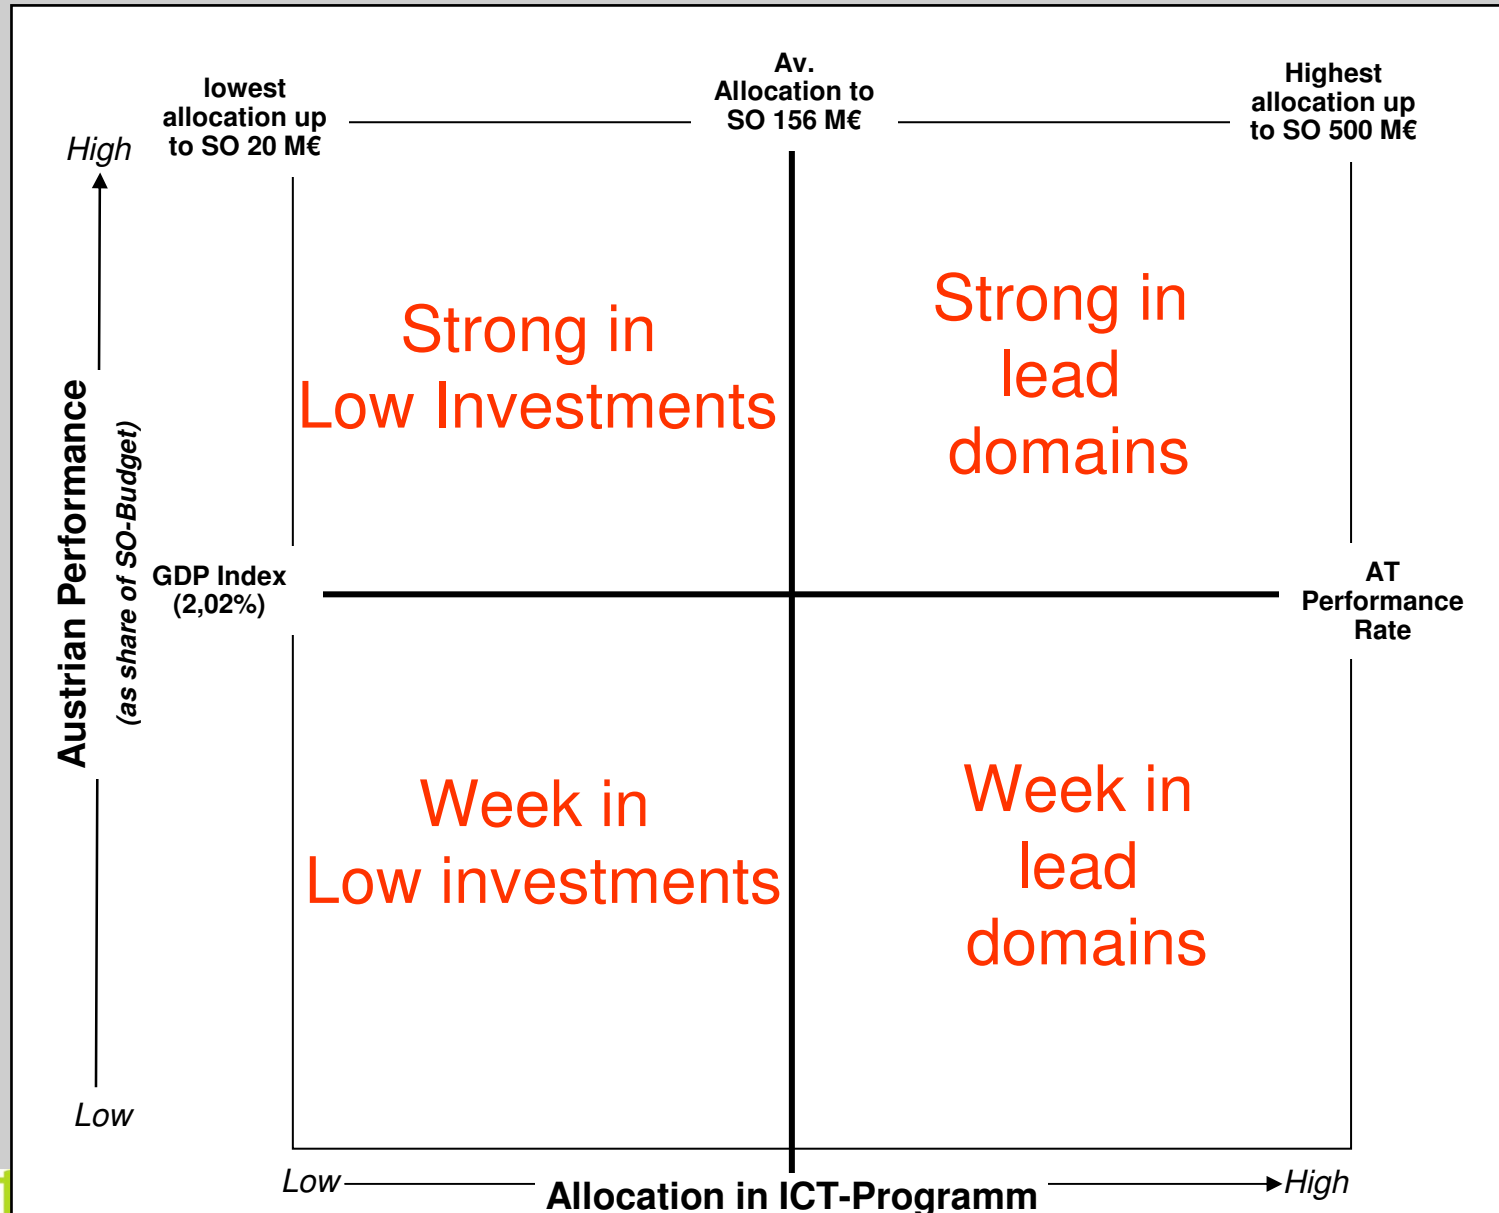 lowest
allocation up
to SO 20 M€
Av.
Allocation to
SO 156 M€
Highest
allocation up
to SO 500 M€
High
Austrian Performance
(as share of SO-Budget)
Low
Strong in
Low Investments
Strong in
lead
domains
GDP Index
(2,02%)
AT
Performance
Rate
Week in
Low investments
Week in
lead
domains
Low
Allocation in ICT-Programm
High